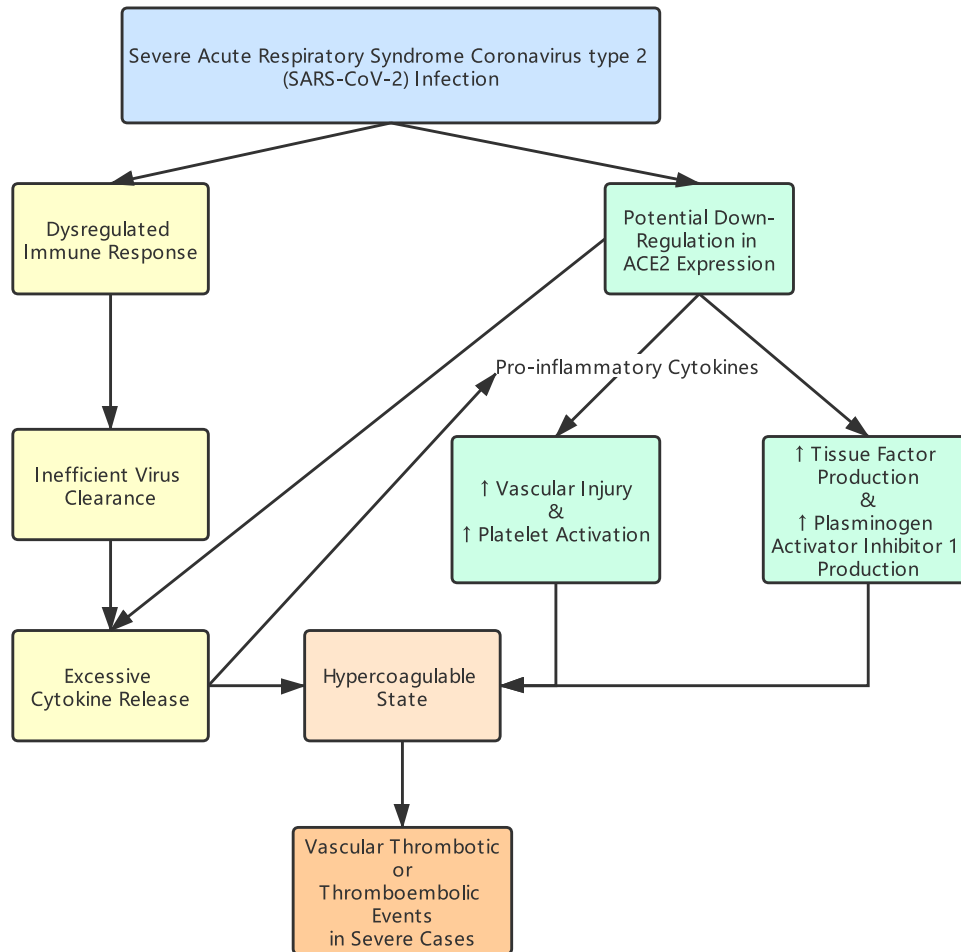 Severe Acute Respiratory Syndrome Coronavirus type 2
(SARS-CoV-2) Infection
Dysregulated
Immune Response
Potential Down-
Regulation in
ACE2 Expression
Pro-inflammatory Cytokines
Inefficient Virus
Clearance
↑ Vascular Injury
&
↑ Platelet Activation
↑ Tissue Factor
Production
&
↑ Plasminogen
Activator Inhibitor 1
Production
Excessive
Cytokine Release
Hypercoagulable
State
Vascular Thrombotic
or
Thromboembolic
Events
in Severe Cases